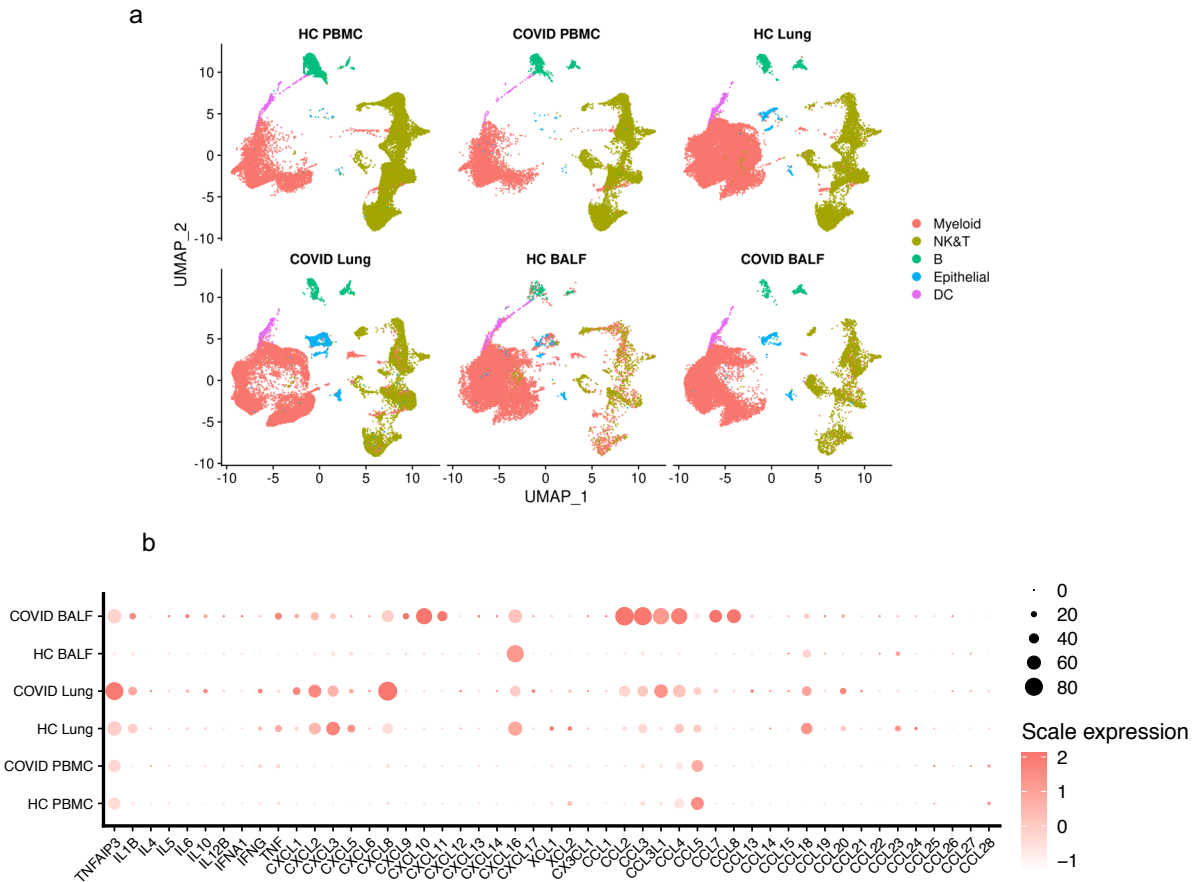 a
HC PBMC COVID PBMC HC Lung
10
5
0
-5
-10
COVID Lung HC BALF COVID BALF
10
5
0
-5
-10
UMAP_2
-10 -5 0 5 10 -10 -5 0 5 10 -10 -5 0 5 10
UMAP_1
Myeloid
NK&T
B
Epithelial
DC
b
COVID BALF
HC BALF
COVID Lung
HC Lung
COVID PBMC
HC PBMC
TNFAIP3 IL1B IL4 IL5 IL6 IL10 IL12B IFNA1 IFNG TNF CXCL1 CXCL2 CXCL3 CXCL5 CXCL6 CXCL8 CXCL9 CXCL10 CXCL11 CXCL12 CXCL13 CXCL14 CXCL16 CXCL17 XCL1 XCL2 CX3CL1 CCL1 CCL2 CCL3 CCL3L1 CCL4 CCL5 CCL7 CCL8 CCL13 CCL14 CCL15 CCL18 CCL19 CCL20 CCL21 CCL22 CCL23 CCL24 CCL25 CCL26 CCL27 CCL28
0
20
40
60
80
Scale expression
2
1
0
−1